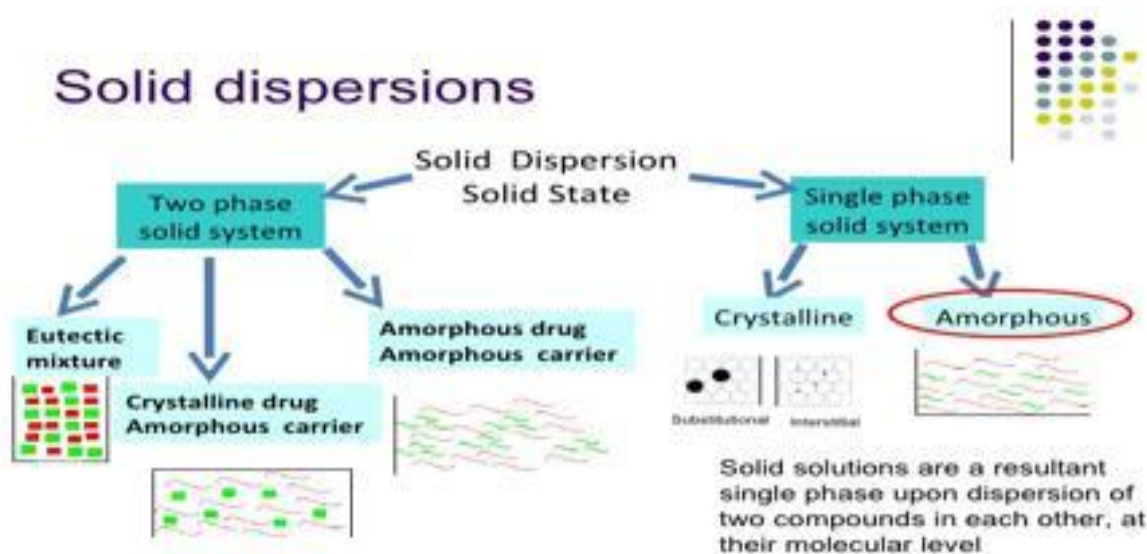 Solid dispersions
Solid Dispersion
Solid State
Two phase
solid system
Single phase
solid system
Eutectic
mixture
Crystalline drug
Amorphous carrier
Amorphous drug
Amorphous carrier
Crystalline
Amorphous
Substitutional
Interstitial
Solid solutions are a resultant
single phase upon dispersion of
two compounds in each other, at
their molecular level